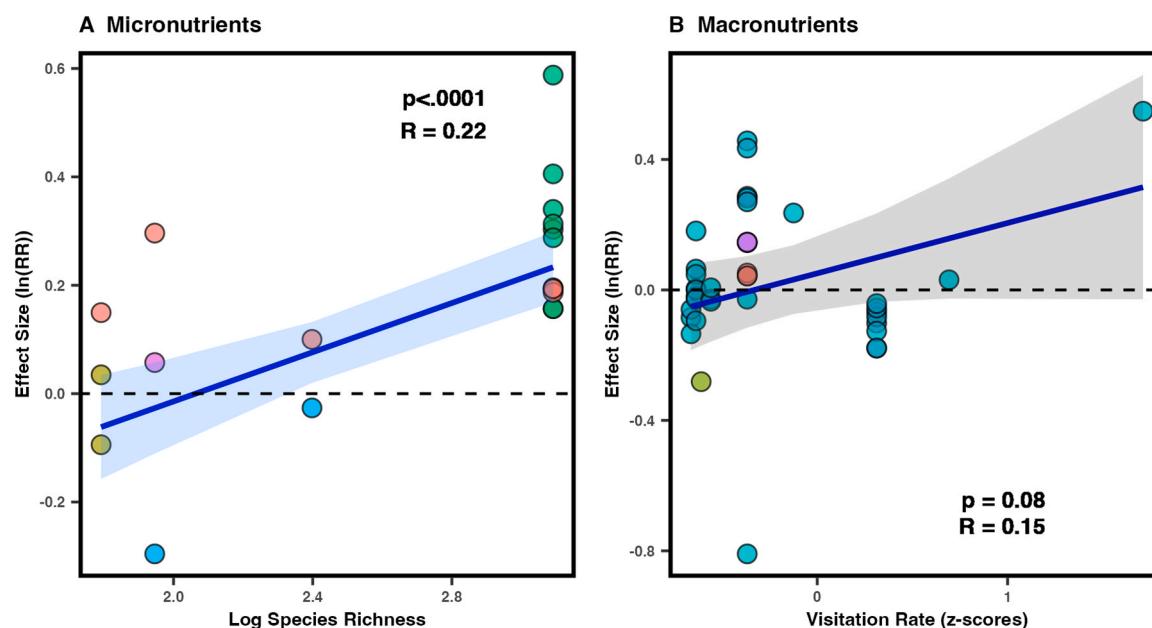 A Micronutrients
p<.0001
R = 0.22
0.6
0.4
0.2
0.0
-0.2
Effect Size (ln(RR))
2.0 2.4 2.8
Log Species Richness
B Macronutrients
0.4
0.0
-0.4
-0.8
Effect Size (ln(RR))
p = 0.08
R = 0.15
0 1
Visitation Rate (z-scores)